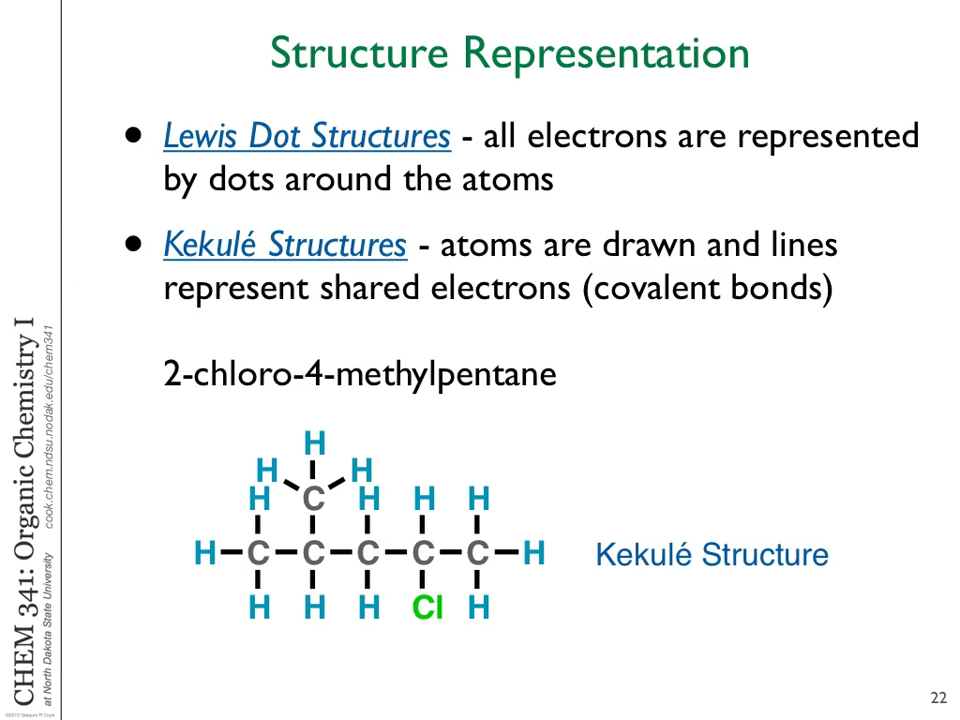 Structure Representation
• Lewis Dot Structures - all electrons are represented
by dots around the atoms
• Kekulé Structures - atoms are drawn and lines
represent shared electrons (covalent bonds)
2-chloro-4-methylpentane
H
H H
H C H H H
H C C C C C H
H H H Cl H
Kekulé Structure
CHEM 341: Organic Chemistry I
at North Dakota State University cook.chem.ndsu.nodak.edu/chem341
22